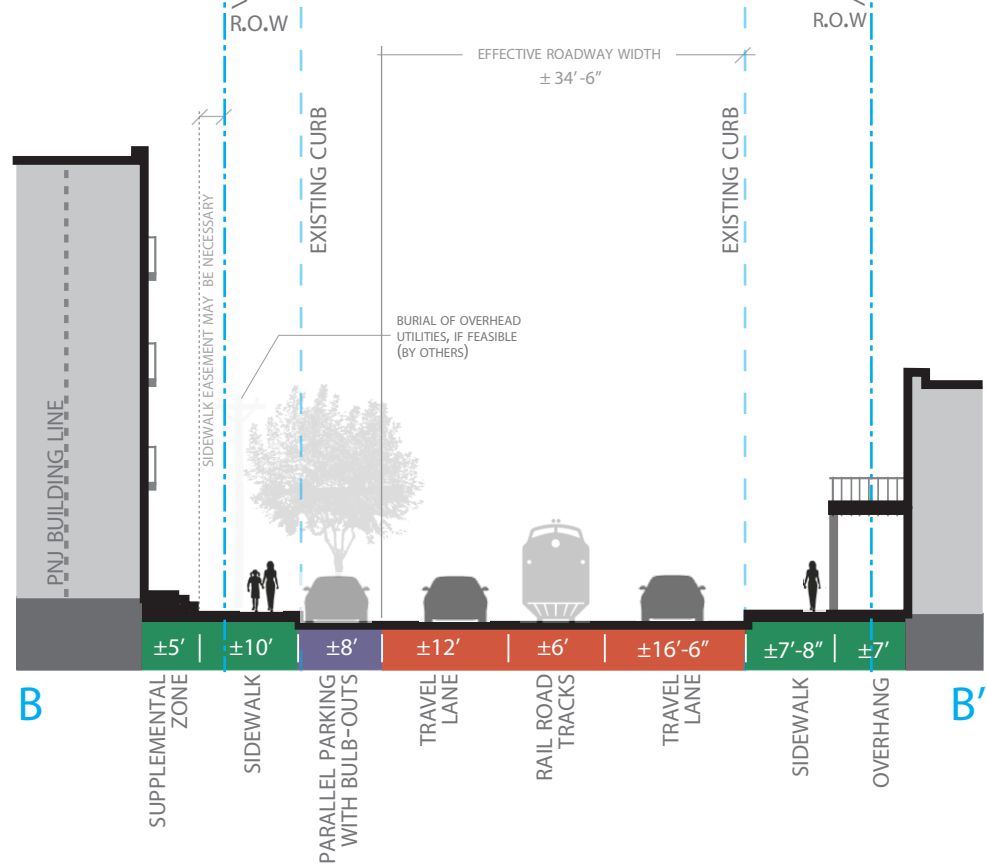 R.O.W
R.O.W
EFFECTIVE ROADWAY WIDTH
± 34'-6"
EXISTING CURB
EXISTING CURB
SIDEWALK EASEMENT MAY BE NECESSARY
BURIAL OF OVERHEAD
UTILITIES, IF FEASIBLE
(BY OTHERS)
PNJ BUILDING LINE
±5'
±10'
±8'
±12'
±6'
±16'-6"
±7'-8"
±7'
B
B'
SUPPLEMENTAL
ZONE
SIDEWALK
PARALLEL PARKING
WITH BULB-OUTS
TRAVEL
LANE
RAIL ROAD
TRACKS
TRAVEL
LANE
SIDEWALK
OVERHANG